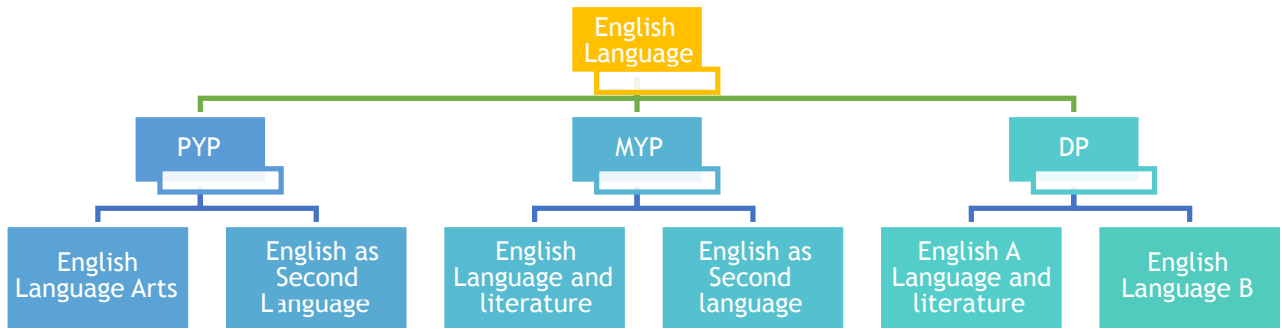 English
Language
PYP
MYP
DP
English
Language Arts
English as
Second
Language
English
Language and
literature
English as
Second
language
English A
Language and
literature
English
Language B